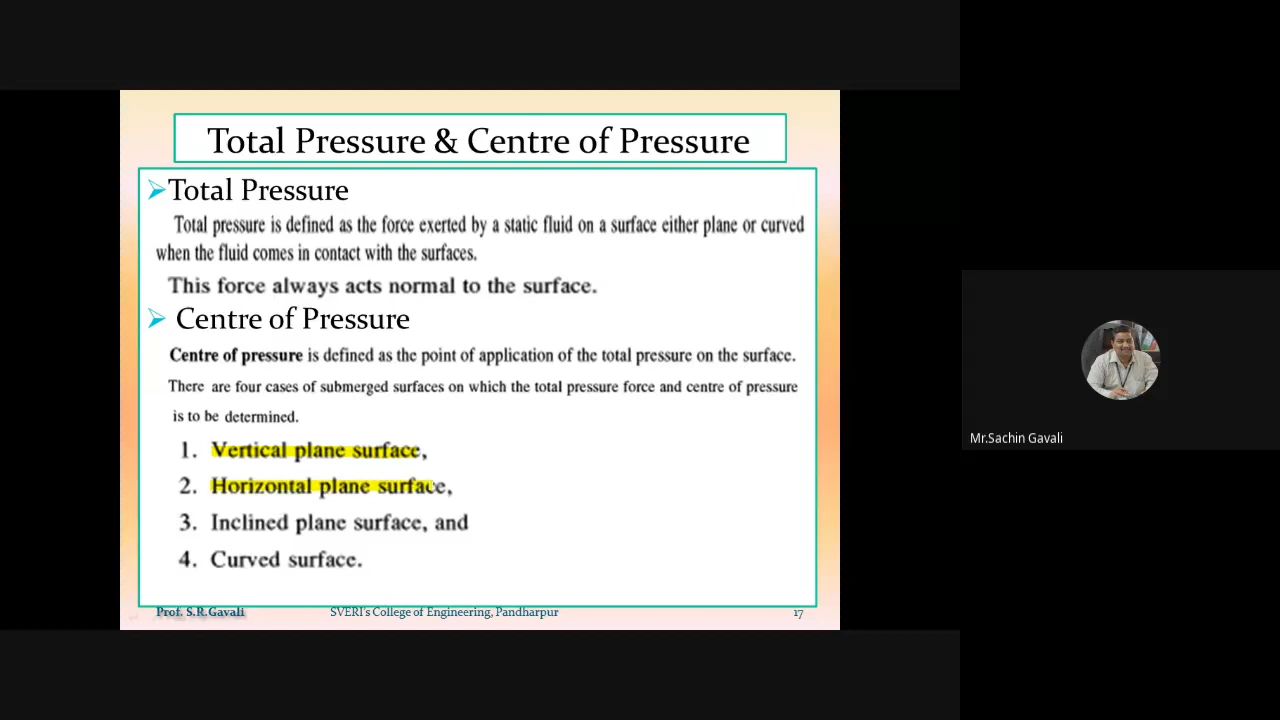 Total Pressure & Centre of Pressure
Total Pressure
Total pressure is defined as the force exerted by a static fluid on a surface either plane or curved
when the fluid comes in contact with the surfaces.
This force always acts normal to the surface.
Centre of Pressure
Centre of pressure is defined as the point of application of the total pressure on the surface.
There are four cases of submerged surfaces on which the total pressure force and centre of pressure
is to be determined.
1. Vertical plane surface,
2. Horizontal plane surface,
3. Inclined plane surface, and
4. Curved surface.
Prof. S.R.Gavali SVERI's College of Engineering, Pandharpur 17
Mr.Sachin Gavali